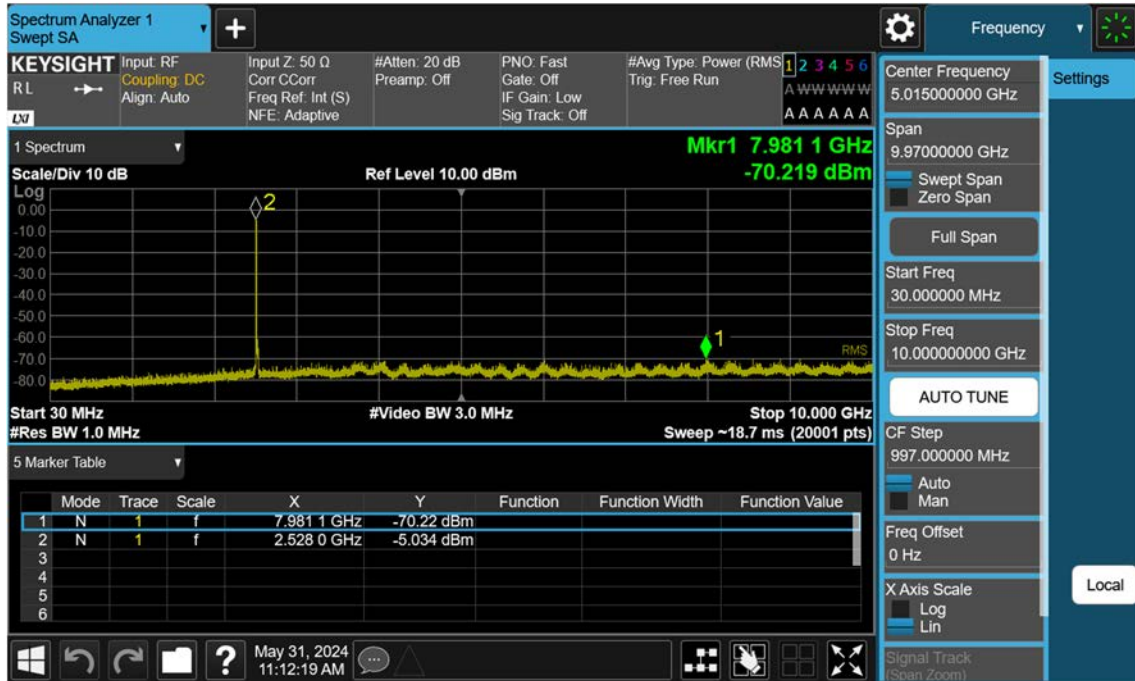 Spectrum Analyzer 1
Swept SA
+
Frequency
KEYSIGHT
R L
LXI
Input: RF
Coupling: DC
Align: Auto
Input Z: 50 Ω
Corr CCorr
Freq Ref: Int (S)
NFE: Adaptive
#Atten: 20 dB
Preamp: Off
PNO: Fast
Gate: Off
IF Gain: Low
Sig Track: Off
#Avg Type: Power (RMS
Trig: Free Run
1 2 3 4 5 6
A W W W W W
A A A A A A
1 Spectrum
Mkr1 7.981 1 GHz
-70.219 dBm
Scale/Div 10 dB
Ref Level 10.00 dBm
Log
0.00
-10.0
-20.0
-30.0
-40.0
-50.0
-60.0
-70.0
-80.0
2
1
RMS
Start 30 MHz
#Video BW 3.0 MHz
Stop 10.000 GHz
#Res BW 1.0 MHz
Sweep ~18.7 ms (20001 pts)
5 Marker Table
Mode Trace Scale X Y Function Function Width Function Value
1 N 1 f 7.981 1 GHz -70.22 dBm
2 N 1 f 2.528 0 GHz -5.034 dBm
3
4
5
6
?
May 31, 2024
11:12:19 AM
Center Frequency
5.015000000 GHz
Settings
Span
9.97000000 GHz
Swept Span
Zero Span
Full Span
Start Freq
30.000000 MHz
Stop Freq
10.000000000 GHz
AUTO TUNE
CF Step
997.000000 MHz
Auto
Man
Freq Offset
0 Hz
X Axis Scale
Log
Lin
Local
Signal Track
(Span Zoom)